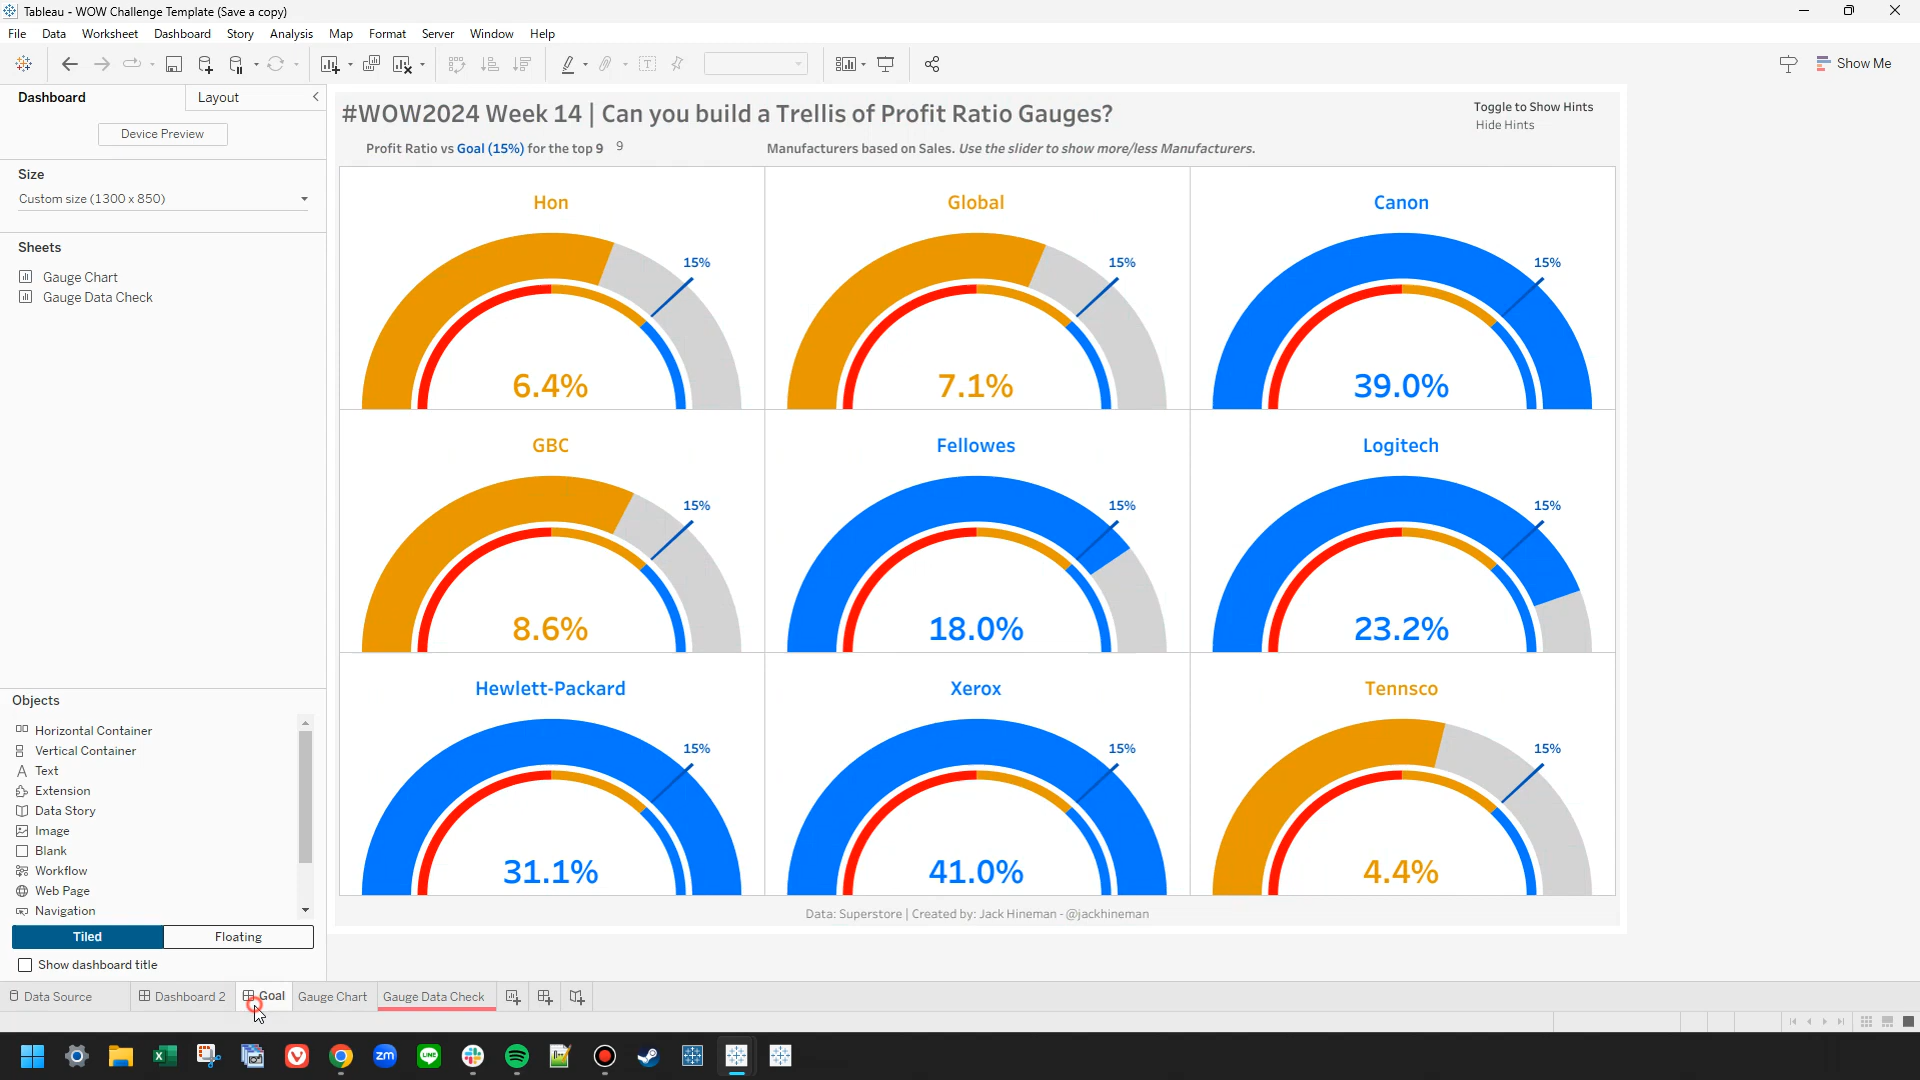 Tableau - WOW Challenge Template (Save a copy)
File Data Worksheet Dashboard Story Analysis Map Format Server Window Help
Show Me
Dashboard
Layout
Device Preview
Size
Custom size (1300 x 850)
Sheets
Gauge Chart
Gauge Data Check
Objects
Horizontal Container
Vertical Container
Text
Extension
Data Story
Image
Blank
Workflow
Web Page
Navigation
Tiled
Floating
Show dashboard title
#WOW2024 Week 14 | Can you build a Trellis of Profit Ratio Gauges?
Toggle to Show Hints
Hide Hints
Profit Ratio vs Goal (15%) for the top 9 9
Manufacturers based on Sales. Use the slider to show more/less Manufacturers.
Hon
15%
6.4%
Global
15%
7.1%
Canon
15%
39.0%
GBC
15%
8.6%
Fellowes
15%
18.0%
Logitech
15%
23.2%
Hewlett-Packard
15%
31.1%
Xerox
15%
41.0%
Tennsco
15%
4.4%
Data: Superstore | Created by: Jack Hineman - @jackhineman
Data Source
Dashboard 2
Goal
Gauge Chart
Gauge Data Check
zm
LINE